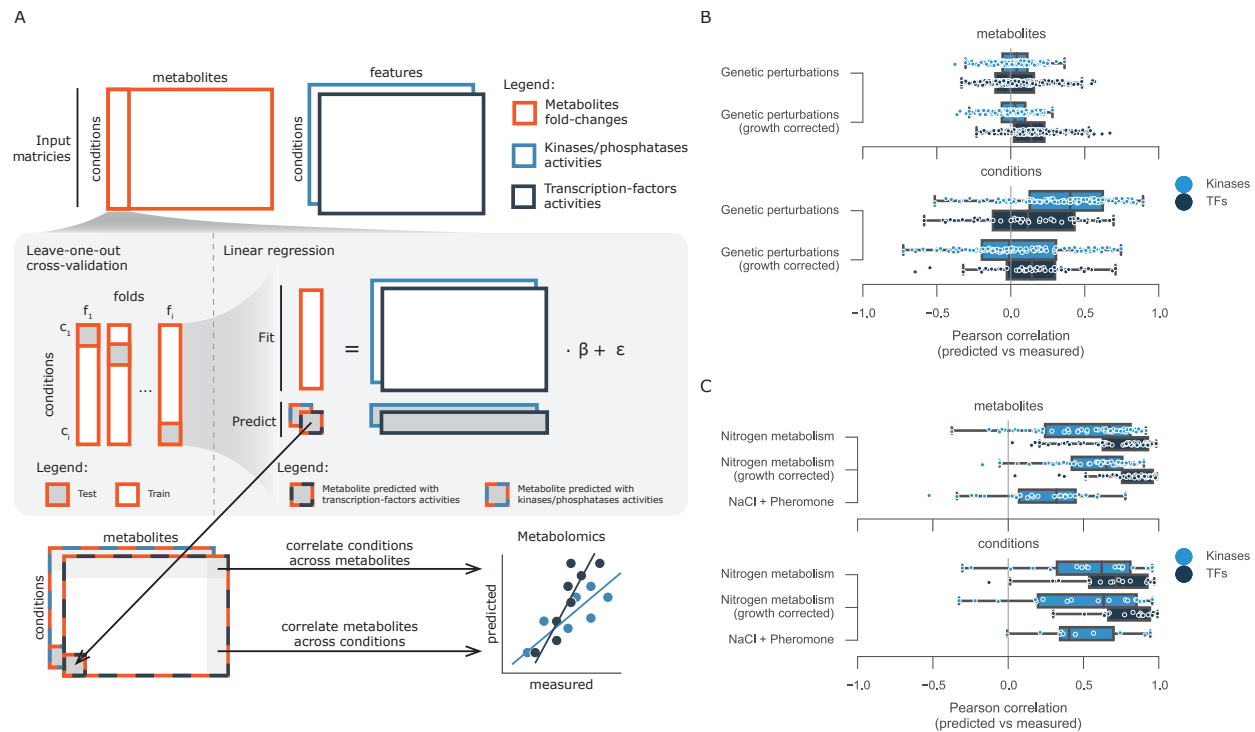 A
metabolites
features
Input
matricies
conditions
conditions
Legend:
Metabolites
fold-changes
Kinases/phosphatases
activities
Transcription-factors
activities
Leave-one-out
cross-validation
Linear regression
folds
f1
fi
c1
ci
conditions
...
Fit
=
· β + ε
Predict
Legend:
Test
Train
Legend:
Metabolite predicted with
transcription-factors activities
Metabolite predicted with
kinases/phosphatases activities
metabolites
conditions
correlate conditions
across metabolites
correlate metabolites
across conditions
Metabolomics
predicted
measured
B
metabolites
Genetic perturbations
Genetic perturbations
(growth corrected)
conditions
Genetic perturbations
Genetic perturbations
(growth corrected)
Kinases
TFs
−1.0
−0.5
0.0
0.5
1.0
Pearson correlation
(predicted vs measured)
C
metabolites
Nitrogen metabolism
Nitrogen metabolism
(growth corrected)
NaCl + Pheromone
conditions
Nitrogen metabolism
Nitrogen metabolism
(growth corrected)
NaCl + Pheromone
Kinases
TFs
−1.0
−0.5
0.0
0.5
1.0
Pearson correlation
(predicted vs measured)